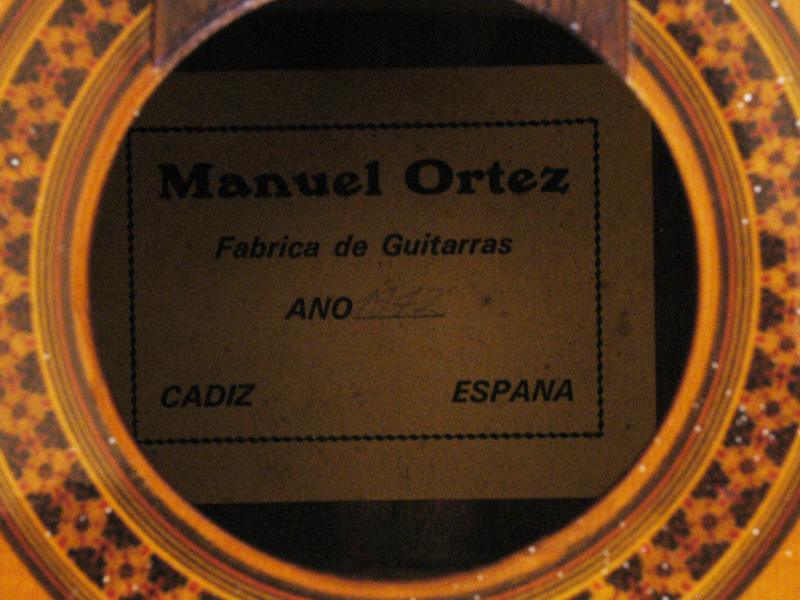 Manuel Ortez
Fabrica de Guitarras
ANO
CADIZ ESPANA